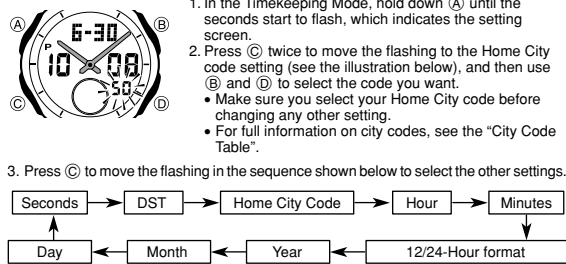 1. In the Timekeeping Mode, hold down Ⓐ until the
seconds start to flash, which indicates the setting
screen.
2. Press Ⓒ twice to move the flashing to the Home City
code setting (see the illustration below), and then use
Ⓑ and Ⓓ to select the code you want.
• Make sure you select your Home City code before
changing any other setting.
• For full information on city codes, see the “City Code
Table”.
Ⓐ Ⓑ
6-30
P
10 08
50
Ⓒ Ⓓ
3. Press Ⓒ to move the flashing in the sequence shown below to select the other settings.
Seconds DST Home City Code Hour Minutes
Day Month Year 12/24-Hour format